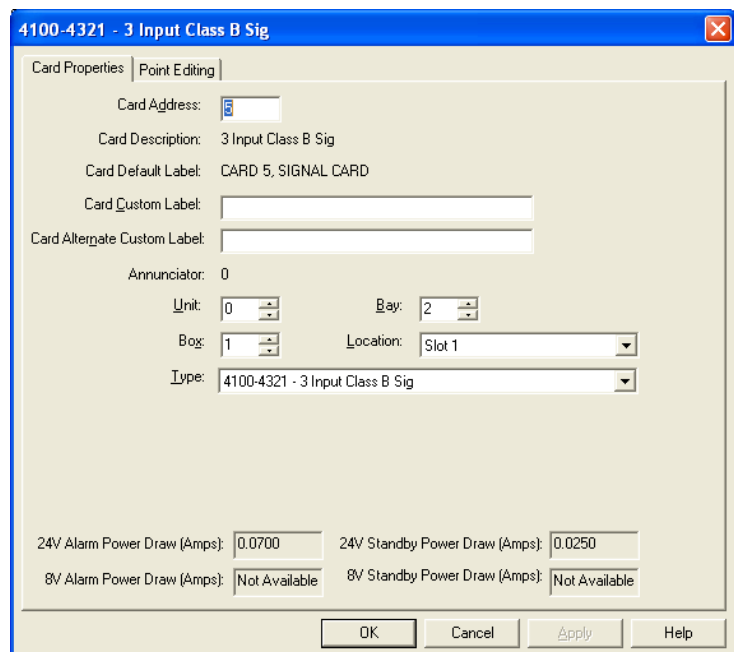 4100-4321 - 3 Input Class B Sig
Card Properties Point Editing
Card Address: 5
Card Description: 3 Input Class B Sig
Card Default Label: CARD 5, SIGNAL CARD
Card Custom Label:
Card Alternate Custom Label:
Annunciator: 0
Unit: 0 Bay: 2
Box: 1 Location: Slot 1
Type: 4100-4321 - 3 Input Class B Sig
24V Alarm Power Draw (Amps): 0.0700 24V Standby Power Draw (Amps): 0.0250
8V Alarm Power Draw (Amps): Not Available 8V Standby Power Draw (Amps): Not Available
OK Cancel Apply Help